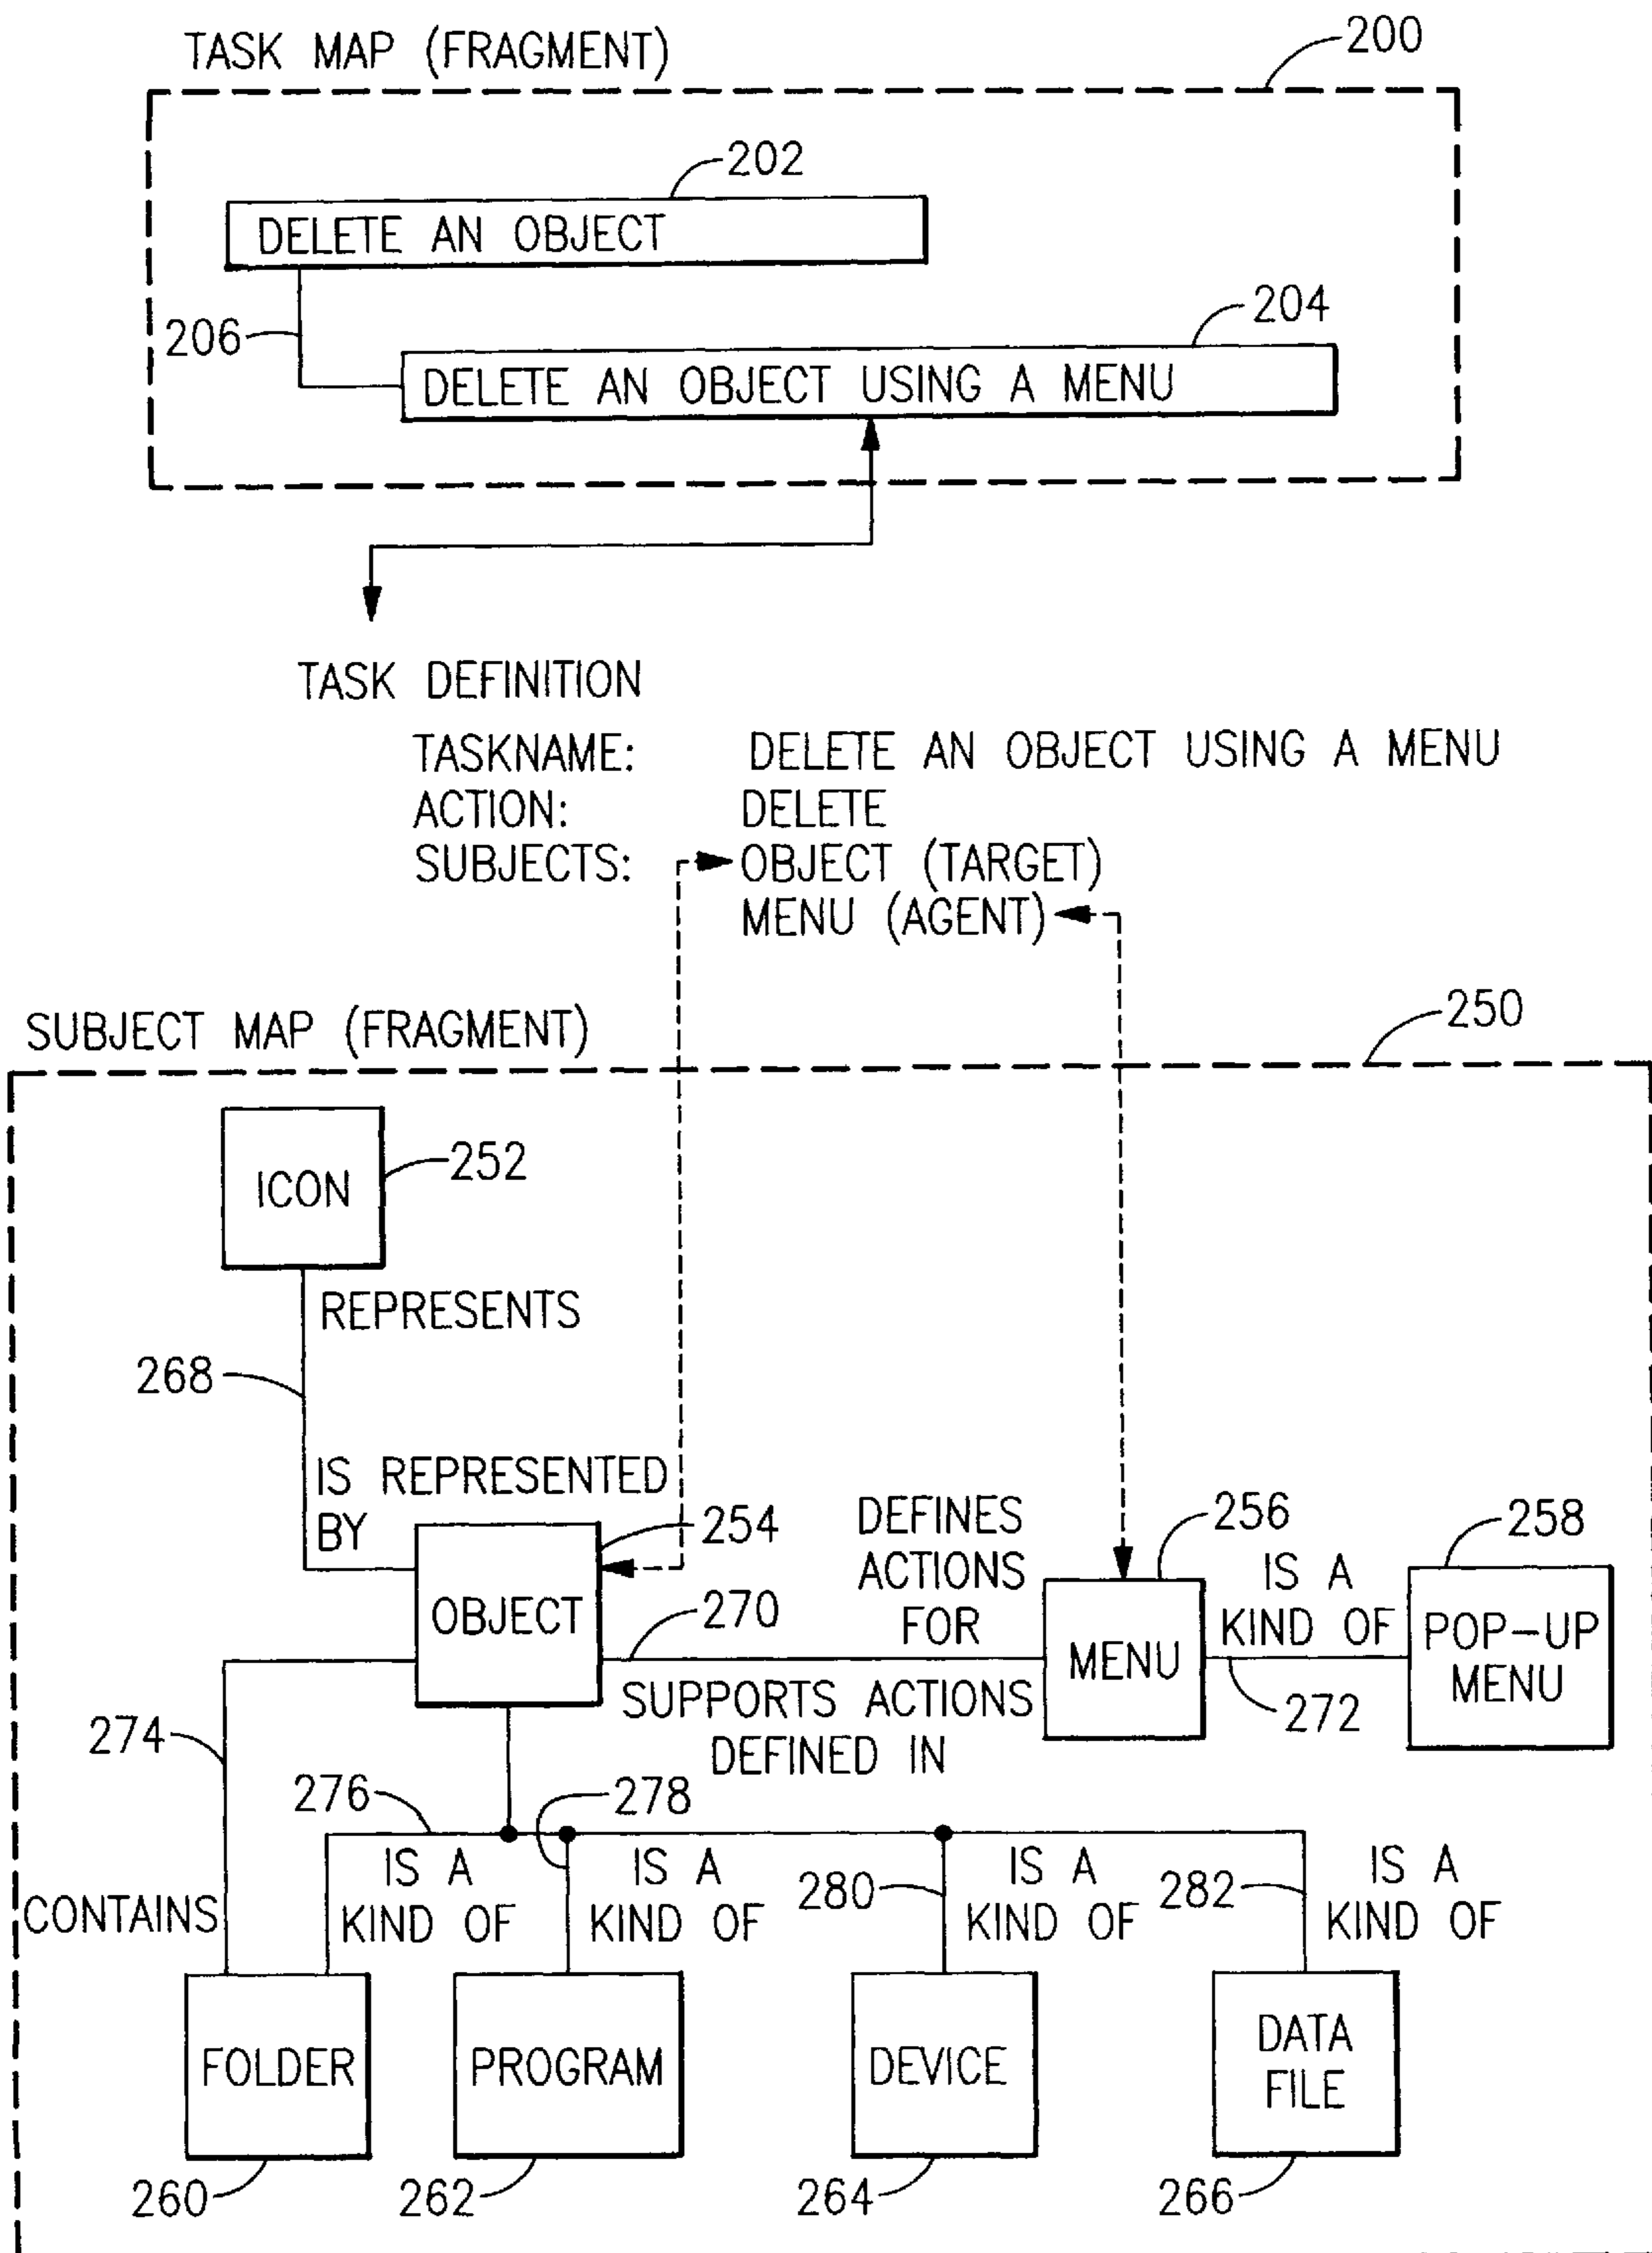 TASK MAP (FRAGMENT)
200
202
DELETE AN OBJECT
204
206
DELETE AN OBJECT USING A MENU
TASK DEFINITION
TASKNAME: DELETE AN OBJECT USING A MENU
ACTION: DELETE
SUBJECTS: OBJECT (TARGET)
MENU (AGENT)
250
SUBJECT MAP (FRAGMENT)
ICON
252
REPRESENTS
268
IS REPRESENTED
BY
254
OBJECT
270
DEFINES
ACTIONS
FOR
256
MENU
IS A
KIND OF
258
POP-UP
MENU
272
SUPPORTS ACTIONS
DEFINED IN
274
276
278
CONTAINS
IS A
KIND OF
IS A
KIND OF
280
IS A
KIND OF
282
IS A
KIND OF
FOLDER
PROGRAM
DEVICE
DATA
FILE
260
262
264
266